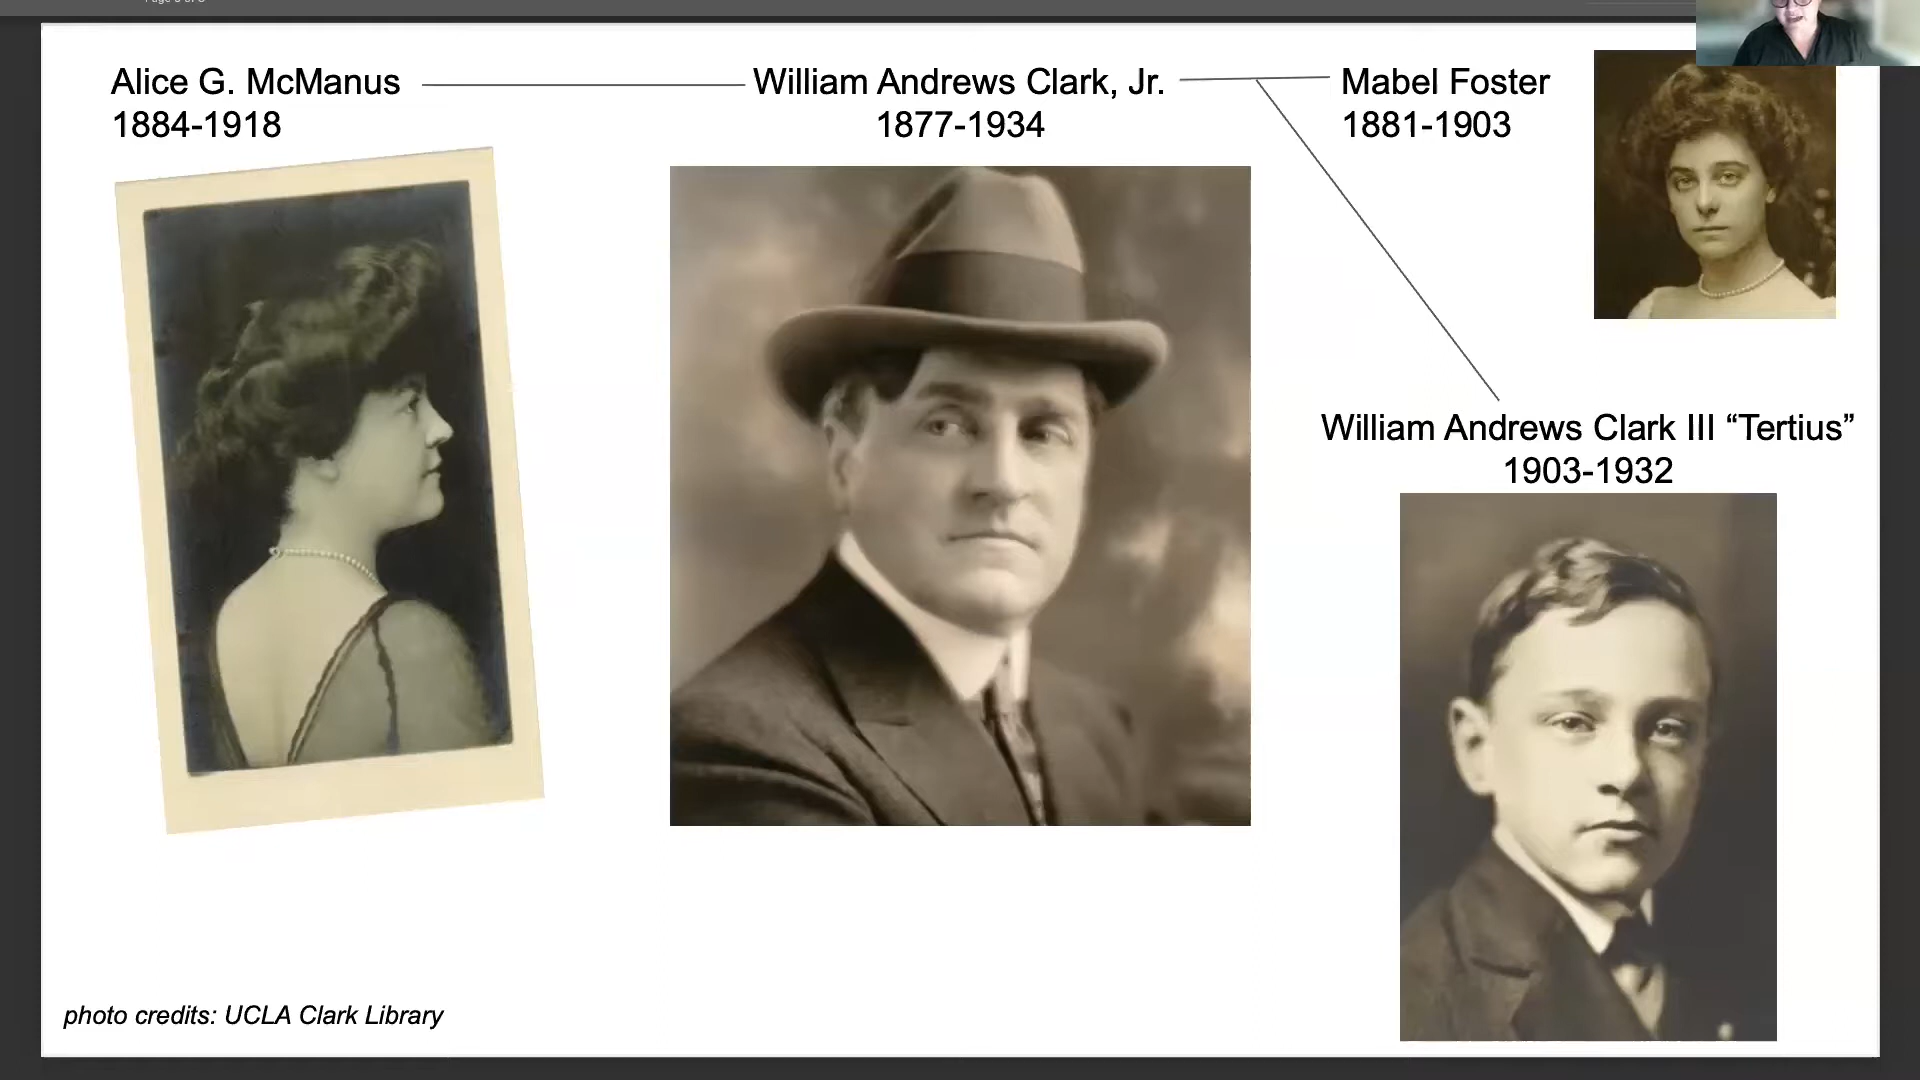 Alice G. McManus
1884-1918
William Andrews Clark, Jr.
1877-1934
Mabel Foster
1881-1903
William Andrews Clark III “Tertius”
1903-1932
photo credits: UCLA Clark Library